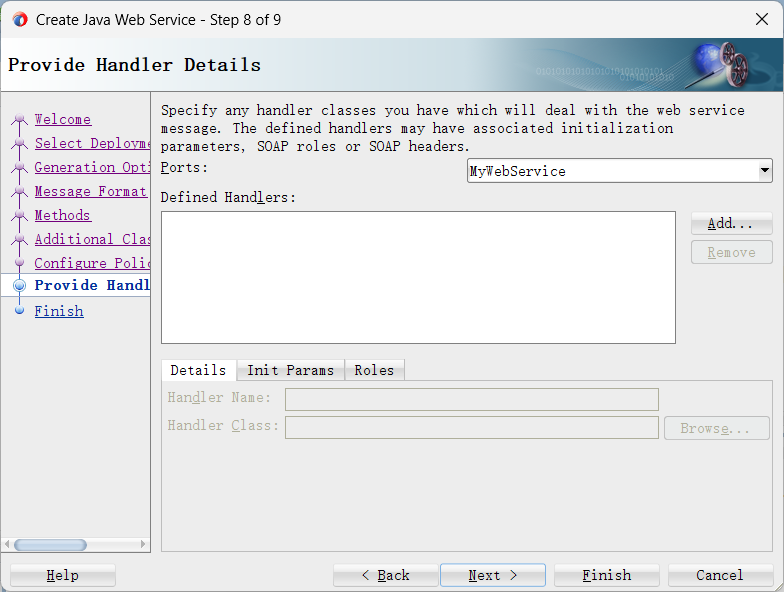 Create Java Web Service - Step 8 of 9
Provide Handler Details
Welcome
Select Deployme
Generation Opti
Message Format
Methods
Additional Clas
Configure Polic
Provide Handl
Finish
Specify any handler classes you have which will deal with the web service
message. The defined handlers may have associated initialization
parameters, SOAP roles or SOAP headers.
Ports:
MyWebService
Defined Handlers:
Add...
Remove
Details
Init Params
Roles
Handler Name:
Handler Class:
Browse...
Help
< Back
Next >
Finish
Cancel